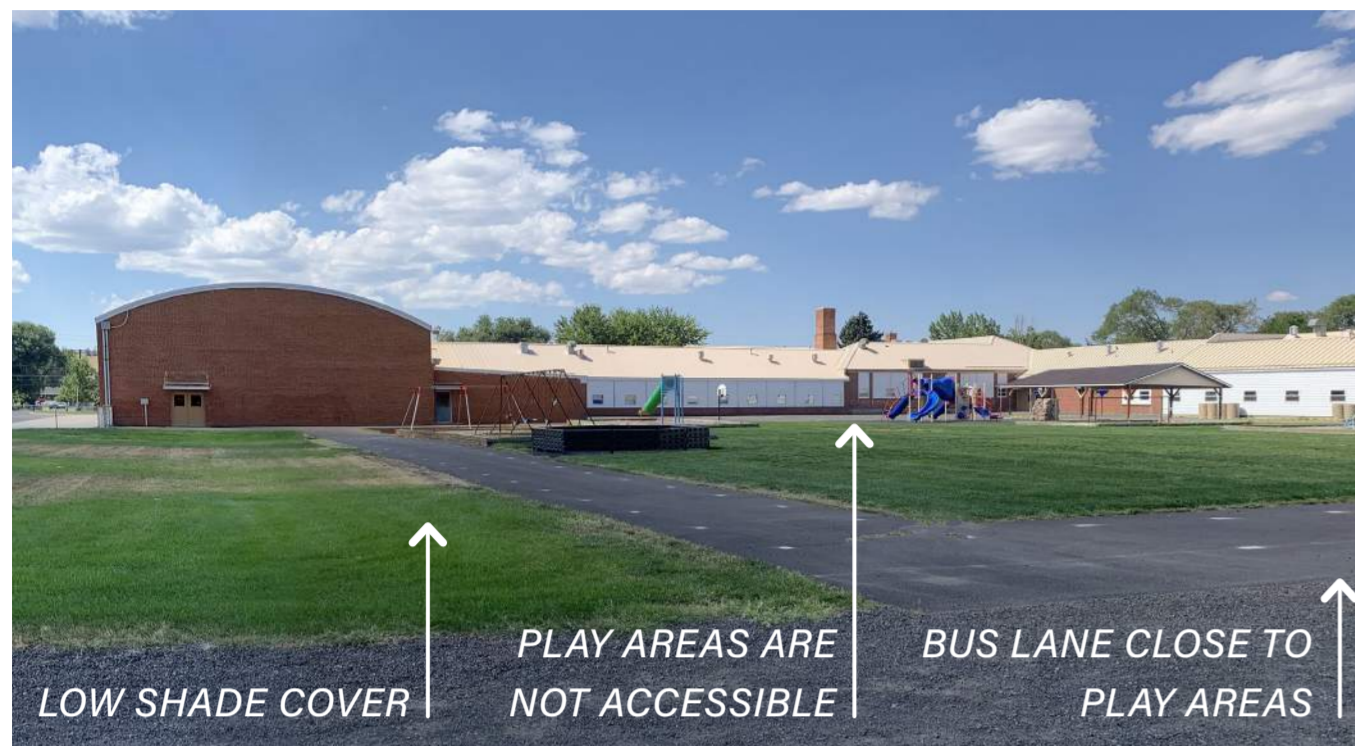 LOW SHADE COVER
PLAY AREAS ARE
NOT ACCESSIBLE
BUS LANE CLOSE TO
PLAY AREAS